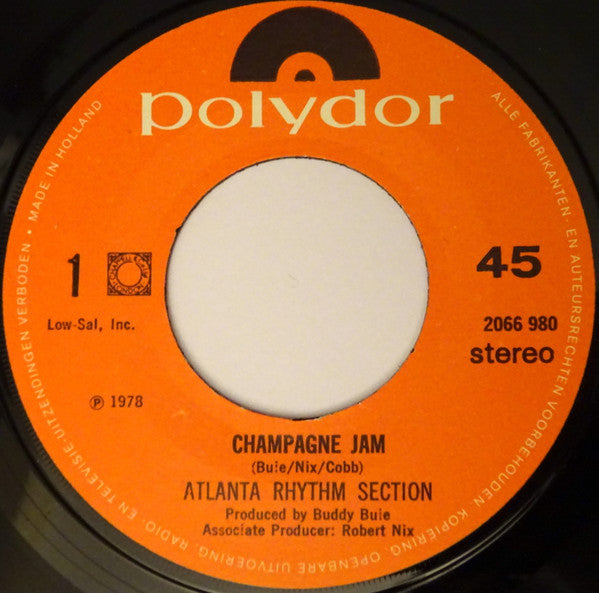 polydor
MADE IN HOLLAND · ALLE FABRIKANTEN- EN AUTEURSRECHTEN VOORBEHOUDEN · KOPIËRING, OPENBARE UITVOERING, RADIO- EN TELEVISIE-UITZENDINGEN VERBODEN ·
1
45
Low-Sal, Inc.
2066 980
stereo
℗ 1978
CHAMPAGNE JAM
(Buie/Nix/Cobb)
ATLANTA RHYTHM SECTION
Produced by Buddy Buie
Associate Producer: Robert Nix